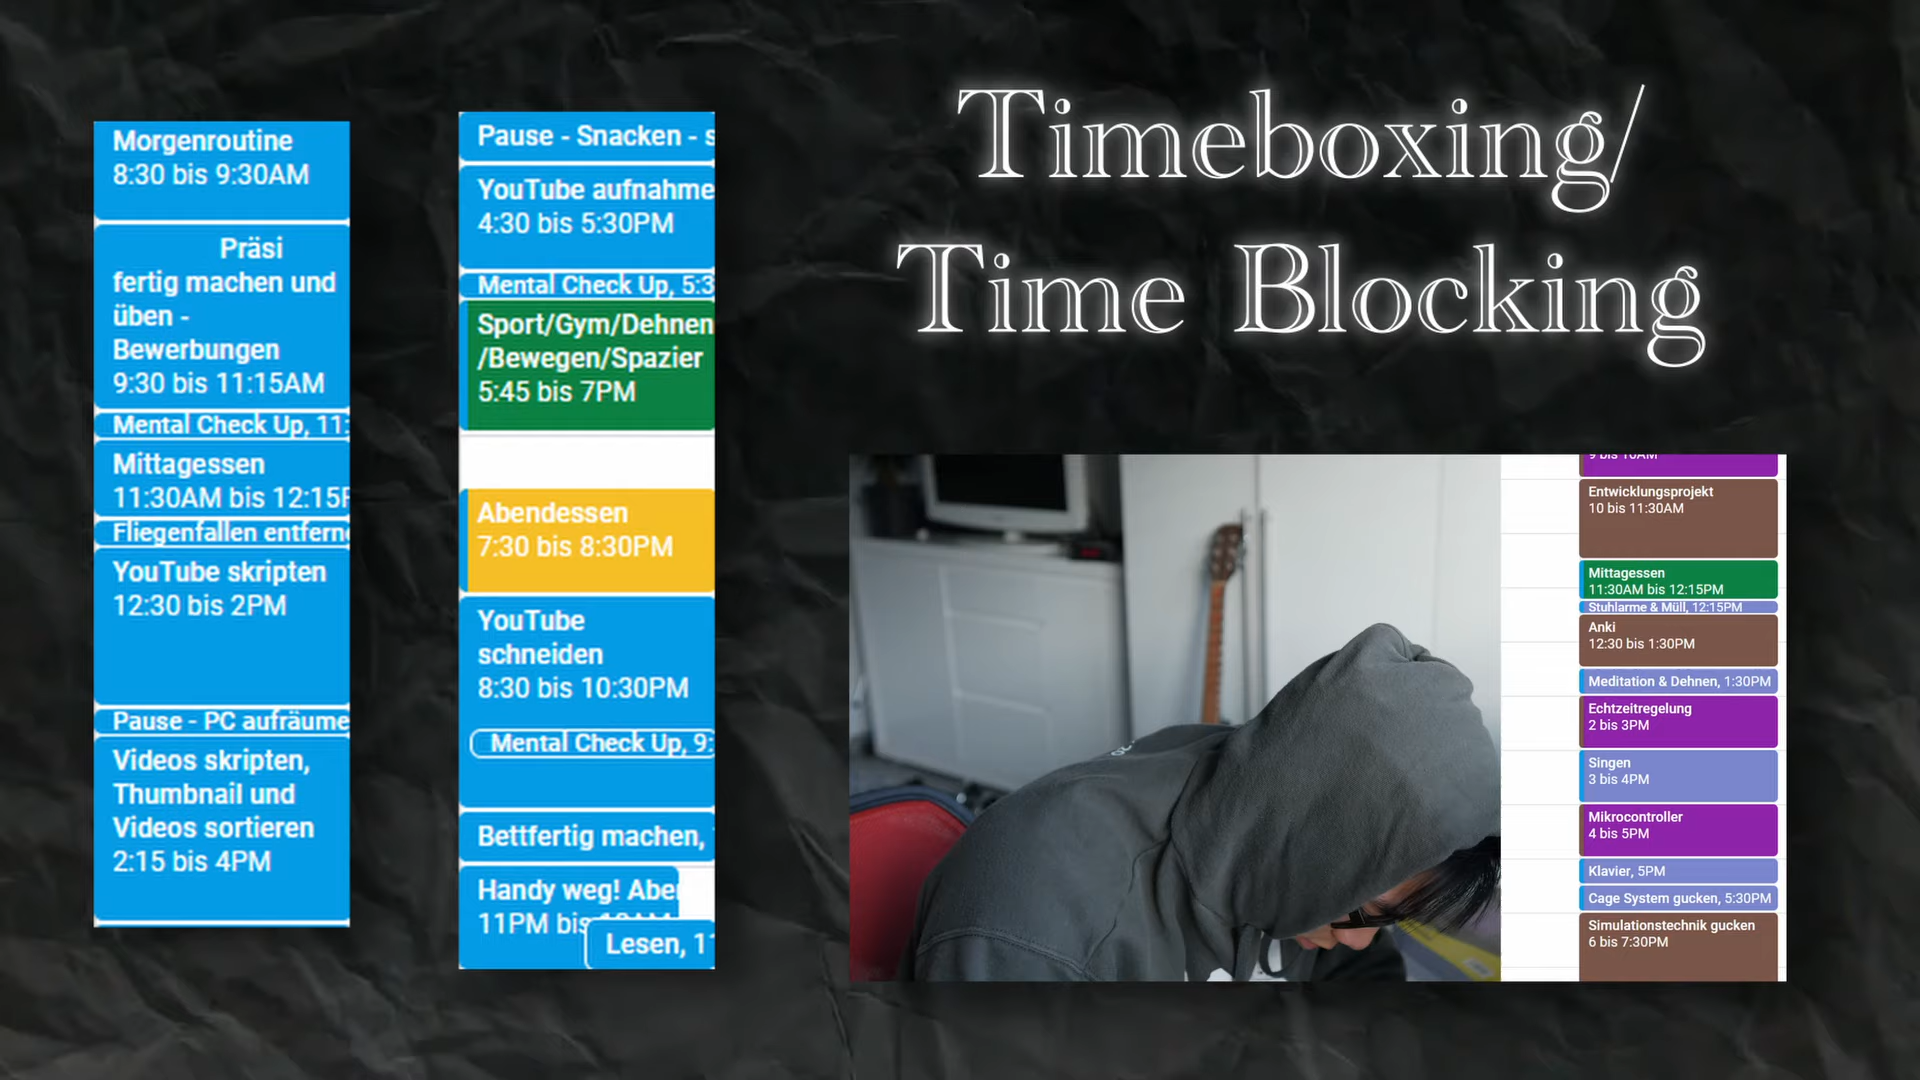 Timeboxing/
Time Blocking
Morgenroutine
8:30 bis 9:30AM
Präsi
fertig machen und
üben -
Bewerbungen
9:30 bis 11:15AM
Mental Check Up, 11:
Mittagessen
11:30AM bis 12:15P
Fliegenfallen entferne
YouTube skripten
12:30 bis 2PM
Pause - PC aufräume
Videos skripten,
Thumbnail und
Videos sortieren
2:15 bis 4PM
Pause - Snacken - s
YouTube aufnahme
4:30 bis 5:30PM
Mental Check Up, 5:3
Sport/Gym/Dehnen
/Bewegen/Spazier
5:45 bis 7PM
Abendessen
7:30 bis 8:30PM
YouTube
schneiden
8:30 bis 10:30PM
Mental Check Up, 9:
Bettfertig machen,
Handy weg! Abe
11PM bis
Lesen, 11
9 bis 10AM
Entwicklungsprojekt
10 bis 11:30AM
Mittagessen
11:30AM bis 12:15PM
Stuhlarme & Müll, 12:15PM
Anki
12:30 bis 1:30PM
Meditation & Dehnen, 1:30PM
Echtzeitregelung
2 bis 3PM
Singen
3 bis 4PM
Mikrocontroller
4 bis 5PM
Klavier, 5PM
Cage System gucken, 5:30PM
Simulationstechnik gucken
6 bis 7:30PM